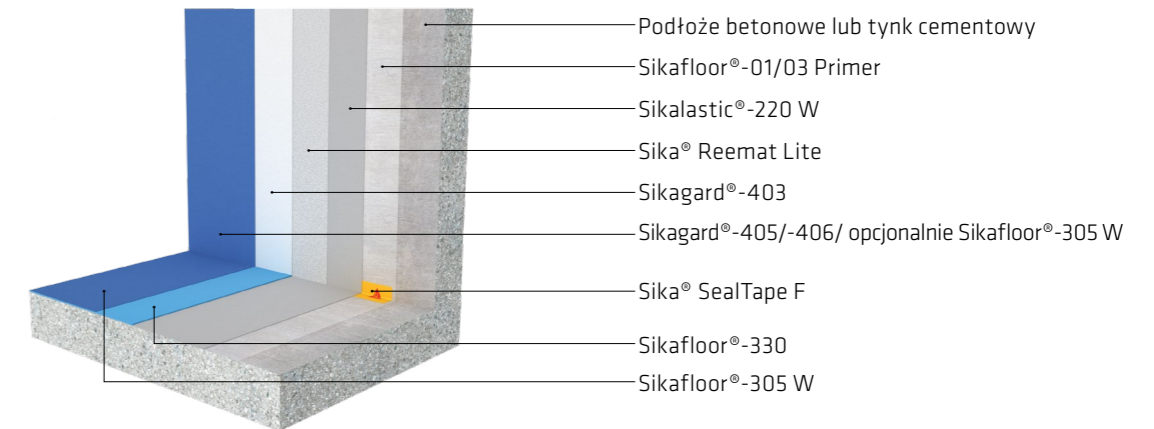 Podłoże betonowe lub tynk cementowy
Sikafloor®-01/03 Primer
Sikalastic®-220 W
Sika® Reemat Lite
Sikagard®-403
Sikagard®-405/-406/ opcjonalnie Sikafloor®-305 W
Sika® SealTape F
Sikafloor®-330
Sikafloor®-305 W